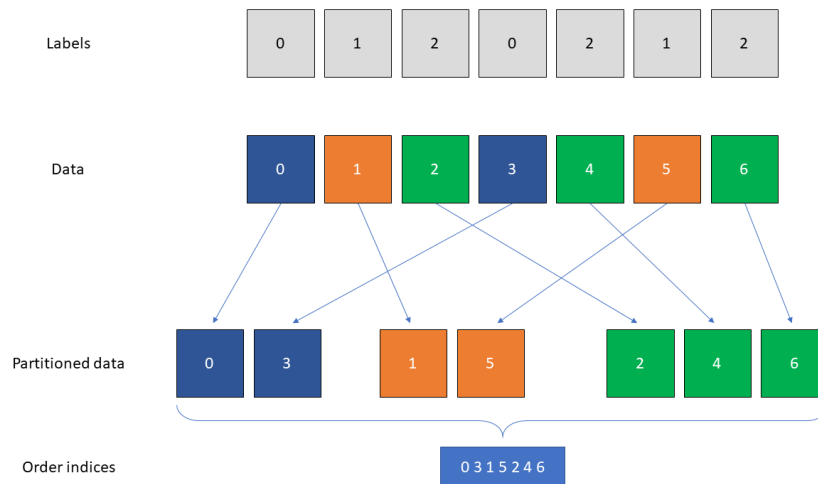 Labels 0 1 2 0 2 1 2
Data 0 1 2 3 4 5 6
Partitioned data 0 3 1 5 2 4 6
Order indices 0 3 1 5 2 4 6